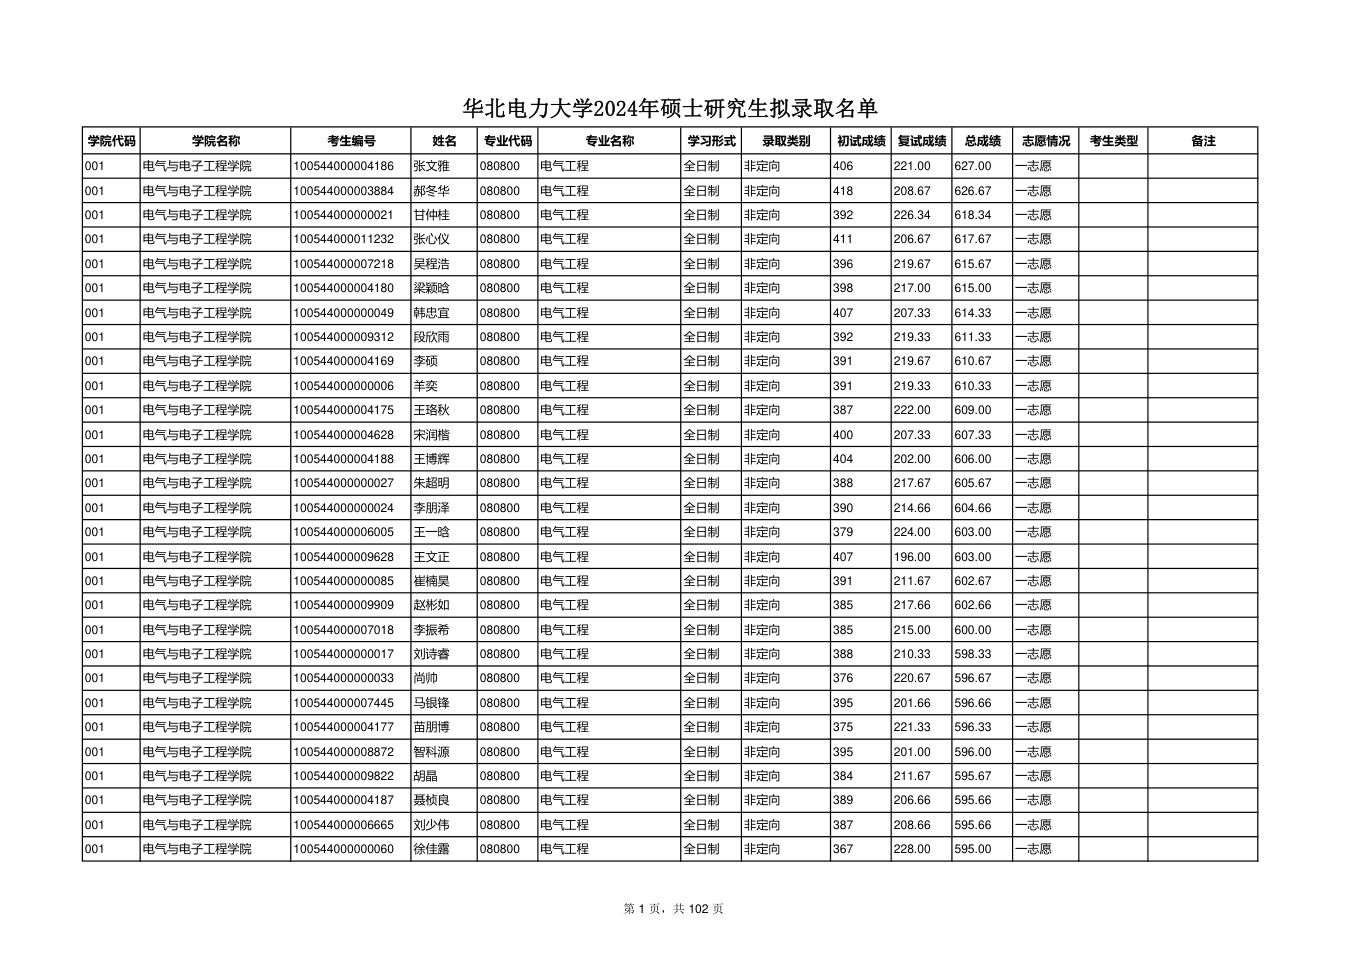 华北电力大学2024年硕士研究生拟录取名单
学院代码 学院名称 考生编号 姓名 专业代码 专业名称 学习形式 录取类别 初试成绩 复试成绩 总成绩 志愿情况 考生类型 备注
001 电气与电子工程学院 100544000004186 张文雅 080800 电气工程 全日制 非定向 406 221.00 627.00 一志愿
001 电气与电子工程学院 100544000003884 郝冬华 080800 电气工程 全日制 非定向 418 208.67 626.67 一志愿
001 电气与电子工程学院 100544000000021 甘仲桂 080800 电气工程 全日制 非定向 392 226.34 618.34 一志愿
001 电气与电子工程学院 100544000011232 张心仪 080800 电气工程 全日制 非定向 411 206.67 617.67 一志愿
001 电气与电子工程学院 100544000007218 吴程浩 080800 电气工程 全日制 非定向 396 219.67 615.67 一志愿
001 电气与电子工程学院 100544000004180 梁颖晗 080800 电气工程 全日制 非定向 398 217.00 615.00 一志愿
001 电气与电子工程学院 100544000000049 韩忠宜 080800 电气工程 全日制 非定向 407 207.33 614.33 一志愿
001 电气与电子工程学院 100544000009312 段欣雨 080800 电气工程 全日制 非定向 392 219.33 611.33 一志愿
001 电气与电子工程学院 100544000004169 李硕 080800 电气工程 全日制 非定向 391 219.67 610.67 一志愿
001 电气与电子工程学院 100544000000006 羊奕 080800 电气工程 全日制 非定向 391 219.33 610.33 一志愿
001 电气与电子工程学院 100544000004175 王珞秋 080800 电气工程 全日制 非定向 387 222.00 609.00 一志愿
001 电气与电子工程学院 100544000004628 宋润楷 080800 电气工程 全日制 非定向 400 207.33 607.33 一志愿
001 电气与电子工程学院 100544000004188 王博辉 080800 电气工程 全日制 非定向 404 202.00 606.00 一志愿
001 电气与电子工程学院 100544000000027 朱超明 080800 电气工程 全日制 非定向 388 217.67 605.67 一志愿
001 电气与电子工程学院 100544000000024 李朋泽 080800 电气工程 全日制 非定向 390 214.66 604.66 一志愿
001 电气与电子工程学院 100544000006005 王一晗 080800 电气工程 全日制 非定向 379 224.00 603.00 一志愿
001 电气与电子工程学院 100544000009628 王文正 080800 电气工程 全日制 非定向 407 196.00 603.00 一志愿
001 电气与电子工程学院 100544000000085 崔楠昊 080800 电气工程 全日制 非定向 391 211.67 602.67 一志愿
001 电气与电子工程学院 100544000009909 赵彬如 080800 电气工程 全日制 非定向 385 217.66 602.66 一志愿
001 电气与电子工程学院 100544000007018 李振希 080800 电气工程 全日制 非定向 385 215.00 600.00 一志愿
001 电气与电子工程学院 100544000000017 刘诗睿 080800 电气工程 全日制 非定向 388 210.33 598.33 一志愿
001 电气与电子工程学院 100544000000033 尚帅 080800 电气工程 全日制 非定向 376 220.67 596.67 一志愿
001 电气与电子工程学院 100544000007445 马银锋 080800 电气工程 全日制 非定向 395 201.66 596.66 一志愿
001 电气与电子工程学院 100544000004177 苗朋博 080800 电气工程 全日制 非定向 375 221.33 596.33 一志愿
001 电气与电子工程学院 100544000008872 智科源 080800 电气工程 全日制 非定向 395 201.00 596.00 一志愿
001 电气与电子工程学院 100544000009822 胡晶 080800 电气工程 全日制 非定向 384 211.67 595.67 一志愿
001 电气与电子工程学院 100544000004187 聂桢良 080800 电气工程 全日制 非定向 389 206.66 595.66 一志愿
001 电气与电子工程学院 100544000006665 刘少伟 080800 电气工程 全日制 非定向 387 208.66 595.66 一志愿
001 电气与电子工程学院 100544000000060 徐佳露 080800 电气工程 全日制 非定向 367 228.00 595.00 一志愿
第 1 页，共 102 页